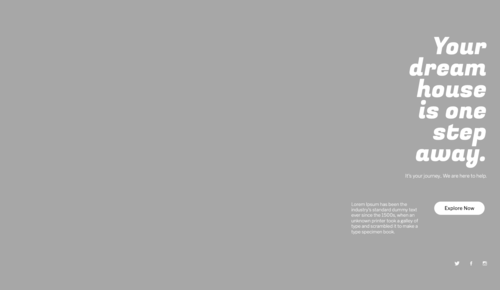 Your
dream
house
is one
step
away.
It's your journey. We are here to help.
Lorem Ipsum has been the
industry's standard dummy text
ever since the 1500s, when an
unknown printer took a galley of
type and scrambled it to make a
type specimen book.
Explore Now